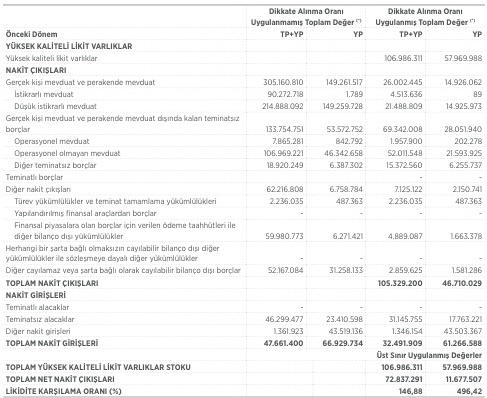 Dikkate Alınma Oranı Dikkate Alınma Oranı
Uygulanmamış Toplam Değer (*) Uygulanmış Toplam Değer (*)
Önceki Dönem TP+YP YP TP+YP YP
YÜKSEK KALİTELİ LİKİT VARLIKLAR
Yüksek kaliteli likit varlıklar 106.986.311 57.969.988
NAKİT ÇIKIŞLARI
Gerçek kişi mevduat ve perakende mevduat 305.160.810 149.261.517 26.002.445 14.926.062
İstikrarlı mevduat 90.272.718 1.789 4.513.636 89
Düşük istikrarlı mevduat 214.888.092 149.259.728 21.488.809 14.925.973
Gerçek kişi mevduat ve perakende mevduat dışında kalan teminatsız
borçlar 133.754.751 53.572.752 69.342.008 28.051.940
Operasyonel mevduat 7.865.281 842.792 1.957.900 202.278
Operasyonel olmayan mevduat 106.969.221 46.342.658 52.011.548 21.593.925
Diğer teminatsız borçlar 18.920.249 6.387.302 15.372.560 6.255.737
Teminatlı borçlar - -
Diğer nakit çıkışları 62.216.808 6.758.784 7.125.122 2.150.741
Türev yükümlülükler ve teminat tamamlama yükümlülükleri 2.236.035 487.363 2.236.035 487.363
Yapılandırılmış finansal araçlardan borçlar - - - -
Finansal piyasalara olan borçlar için verilen ödeme taahhütleri ile
diğer bilanço dışı yükümlülükler 59.980.773 6.271.421 4.889.087 1.663.378
Herhangi bir şarta bağlı olmaksızın cayılabilir bilanço dışı diğer
yükümlülükler ile sözleşmeye dayalı diğer yükümlülükler - - - -
Diğer cayılamaz veya şarta bağlı olarak cayılabilir bilanço dışı borçlar 52.167.084 31.258.133 2.859.625 1.581.286
TOPLAM NAKİT ÇIKIŞLARI 105.329.200 46.710.029
NAKİT GİRİŞLERİ
Teminatlı alacaklar - - - -
Teminatsız alacaklar 46.299.477 23.410.598 31.145.755 17.763.221
Diğer nakit girişleri 1.361.923 43.519.136 1.346.154 43.503.367
TOPLAM NAKİT GİRİŞLERİ 47.661.400 66.929.734 32.491.909 61.266.588
Üst Sınır Uygulanmış Değerler
TOPLAM YÜKSEK KALİTELİ LİKİT VARLIKLAR STOKU 106.986.311 57.969.988
TOPLAM NET NAKİT ÇIKIŞLARI 72.837.291 11.677.507
LİKİDİTE KARŞILAMA ORANI (%) 146,88 496,42